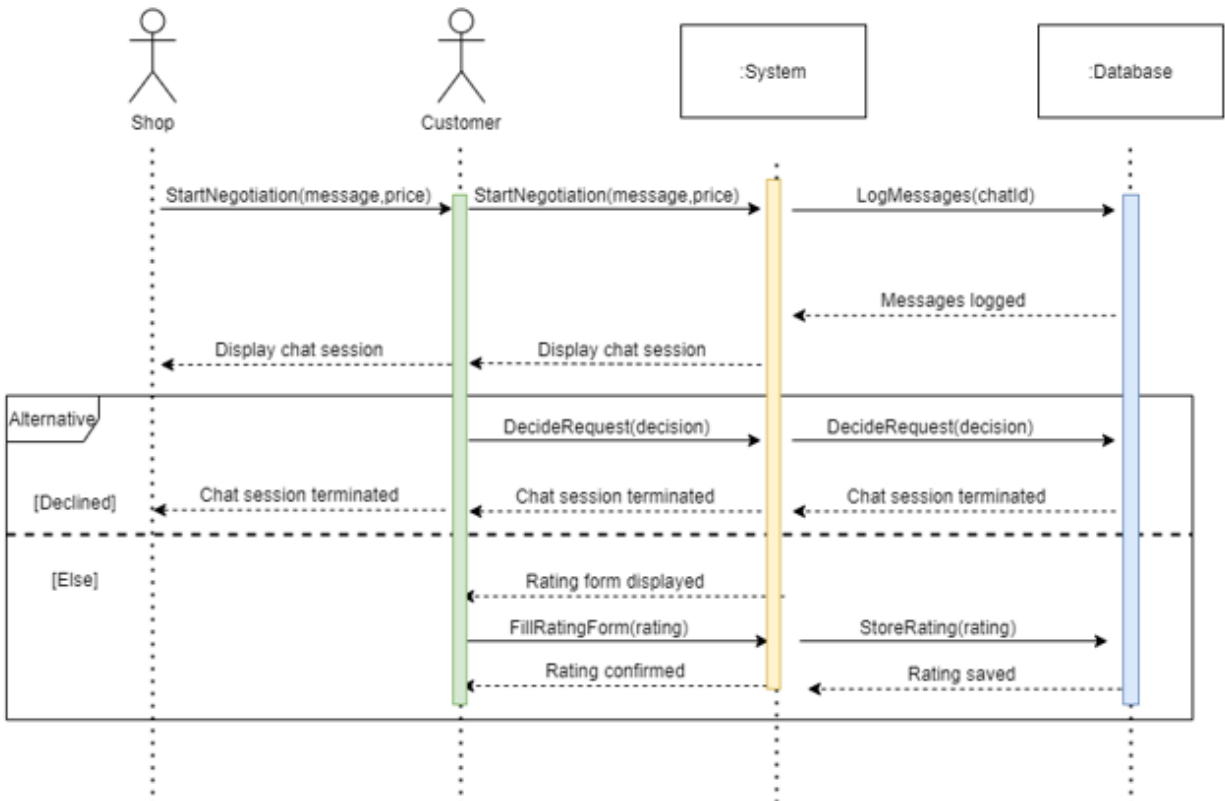 Shop
Customer
:System
:Database
StartNegotiation(message,price)
StartNegotiation(message,price)
LogMessages(chatId)
Messages logged
Display chat session
Display chat session
Alternative
DecideRequest(decision)
DecideRequest(decision)
[Declined]
Chat session terminated
Chat session terminated
Chat session terminated
[Else]
Rating form displayed
FillRatingForm(rating)
StoreRating(rating)
Rating confirmed
Rating saved